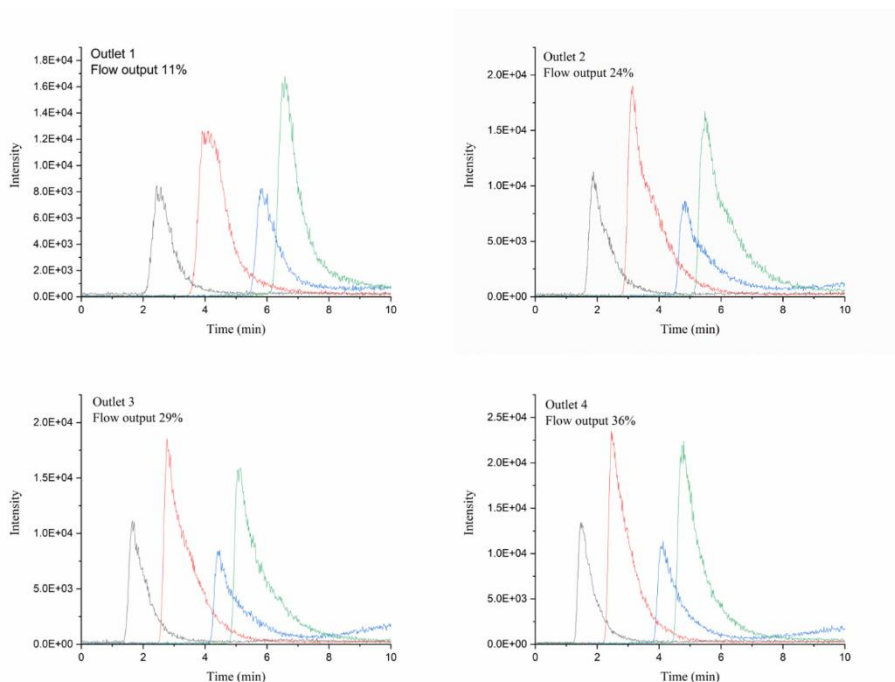 Outlet 1
Flow output 11%
1.8E+04
1.6E+04
1.4E+04
1.2E+04
1.0E+04
8.0E+03
6.0E+03
4.0E+03
2.0E+03
0.0E+00
Intensity
0 2 4 6 8 10
Time (min)
Outlet 2
Flow output 24%
2.0E+04
1.5E+04
1.0E+04
5.0E+03
0.0E+00
Intensity
0 2 4 6 8 10
Time (min)
Outlet 3
Flow output 29%
2.0E+04
1.5E+04
1.0E+04
5.0E+03
0.0E+00
Intensity
0 2 4 6 8 10
Time (min)
Outlet 4
Flow output 36%
2.5E+04
2.0E+04
1.5E+04
1.0E+04
5.0E+03
0.0E+00
Intensity
0 2 4 6 8 10
Time (min)